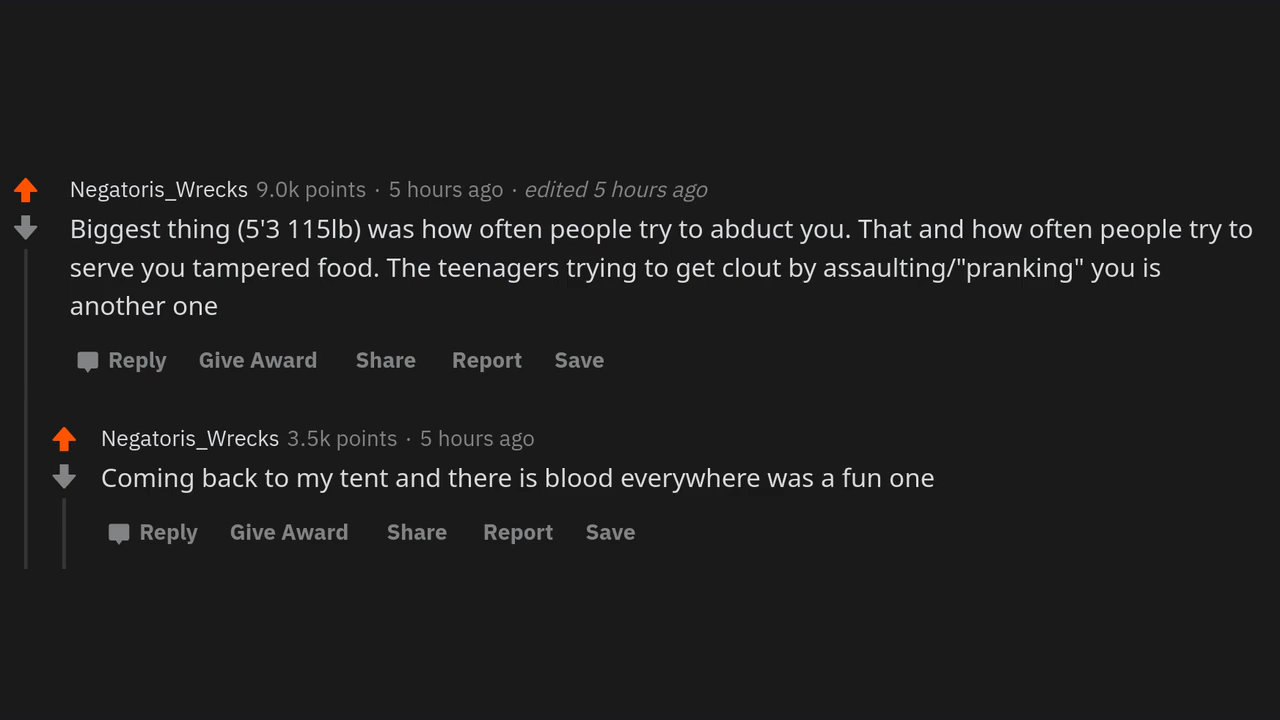 Negatoris_Wrecks 9.0k points · 5 hours ago · edited 5 hours ago
Biggest thing (5'3 115lb) was how often people try to abduct you. That and how often people try to
serve you tampered food. The teenagers trying to get clout by assaulting/"pranking" you is
another one
Reply Give Award Share Report Save
Negatoris_Wrecks 3.5k points · 5 hours ago
Coming back to my tent and there is blood everywhere was a fun one
Reply Give Award Share Report Save